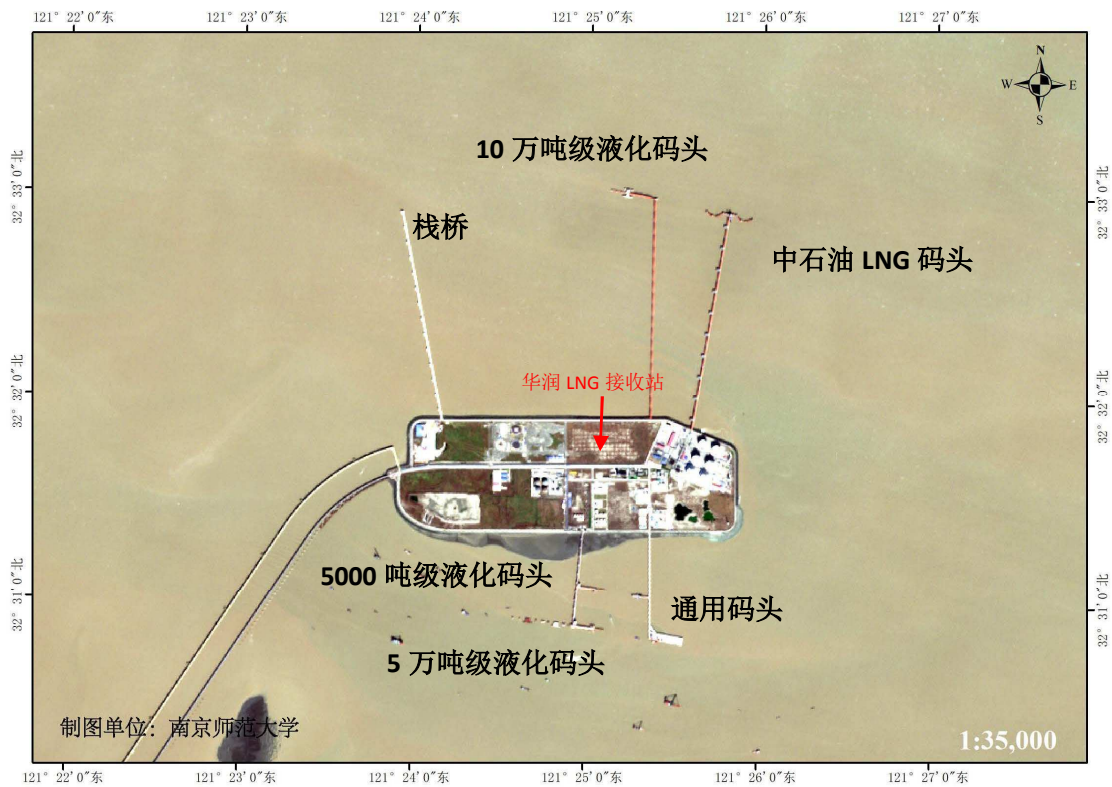 121° 22′0″东
121° 23′0″东
121° 24′0″东
121° 25′0″东
121° 26′0″东
121° 27′0″东
N
W
E
S
10 万吨级液化码头
32° 33′0″北
32° 33′0″北
栈桥
中石油 LNG 码头
32° 32′0″北
32° 32′0″北
华润 LNG 接收站
5000 吨级液化码头
32° 31′0″北
32° 31′0″北
通用码头
5 万吨级液化码头
制图单位：南京师范大学
1:35,000
121° 22′0″东
121° 23′0″东
121° 24′0″东
121° 25′0″东
121° 26′0″东
121° 27′0″东